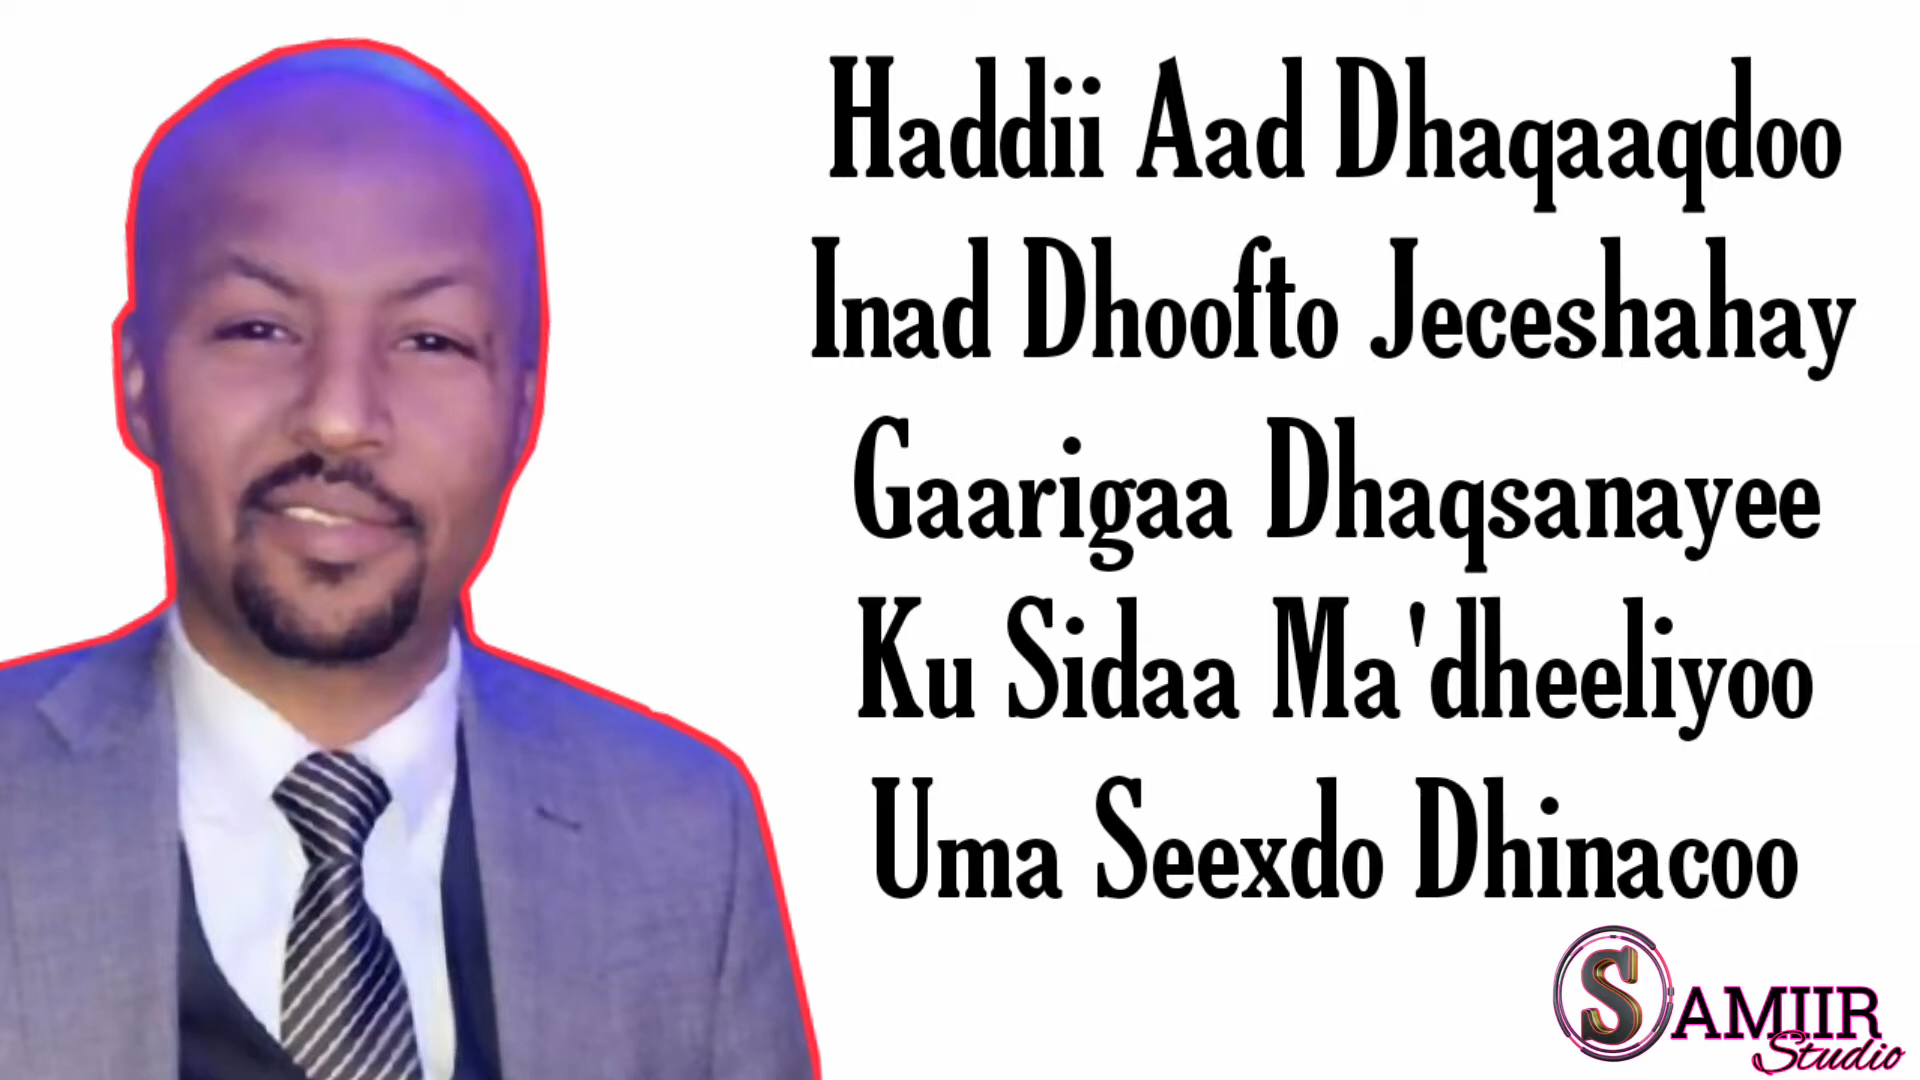 Haddii Aad Dhaqaaqdoo
Inad Dhoofto Jeceshahay
Gaarigaa Dhaqsanayee
Ku Sidaa Ma'dheeliyoo
Uma Seexdo Dhinacoo
SAMIIR
Studio